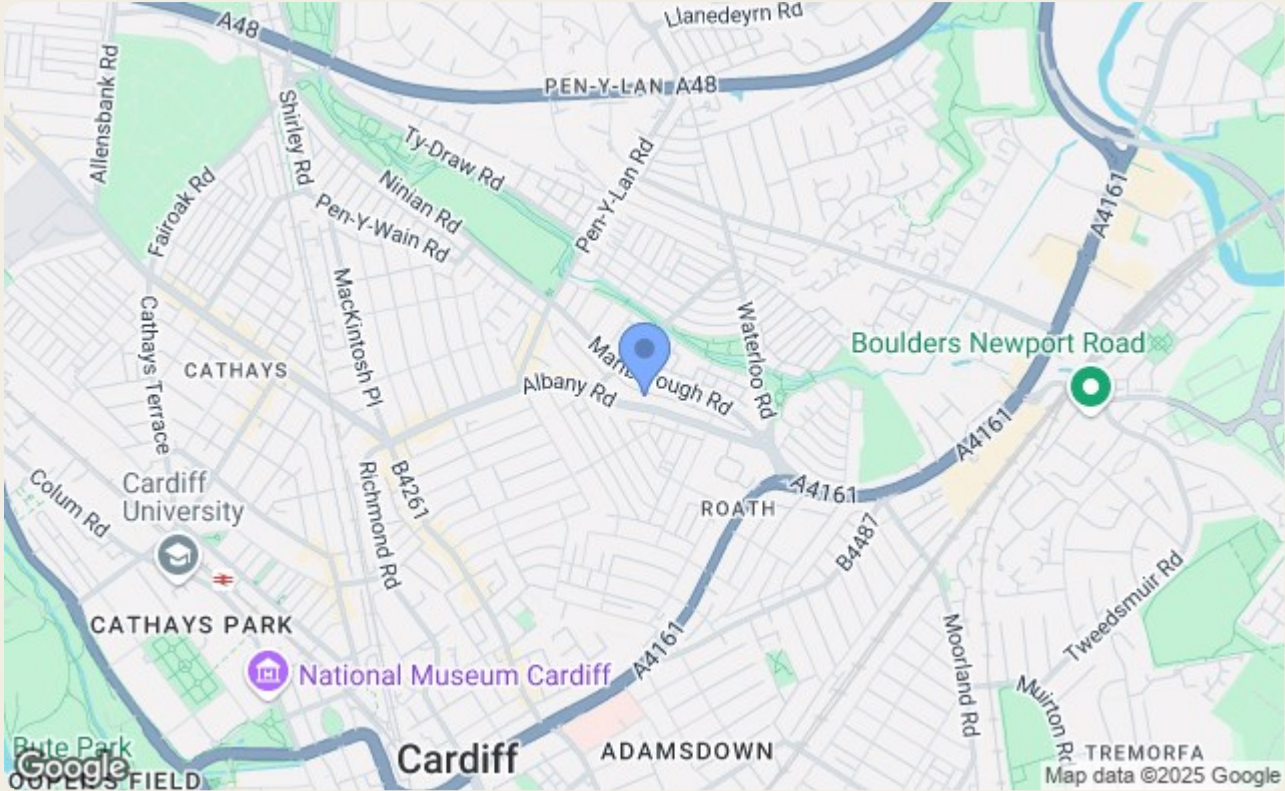 Llanedeyrn Rd
A48
PEN-Y-LAN A48
Allensbank Rd
Shirley Rd
Ty-Draw Rd
Ninian Rd
Pen-Y-Lan Rd
Fairoak Rd
Pen-Y-Wain Rd
A4161
MacKintosh Pl
Cathays Terrace
Waterloo Rd
Boulders Newport Road
CATHAYS
Albany Rd
A4161
Colum Rd
Cardiff
University
Richmond Rd
B4261
A4161
ROATH
B4487
CATHAYS PARK
Tweedsmuir Rd
Moorland Rd
A4161
National Museum Cardiff
Muirton Rd
Bute Park
Google
Cardiff
ADAMSDOWN
TREMORFA
Map data ©2025 Google